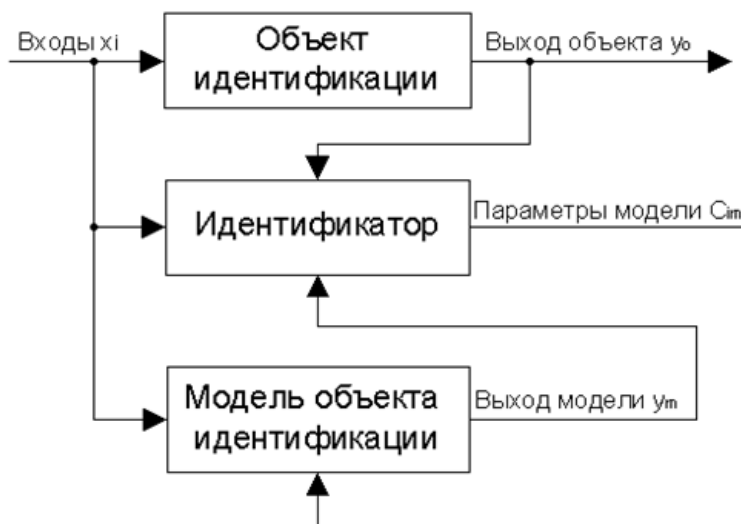 Входы xi
Объект
идентификации
Выход объекта yo
Идентификатор
Параметры модели Cim
Модель объекта
идентификации
Выход модели ym